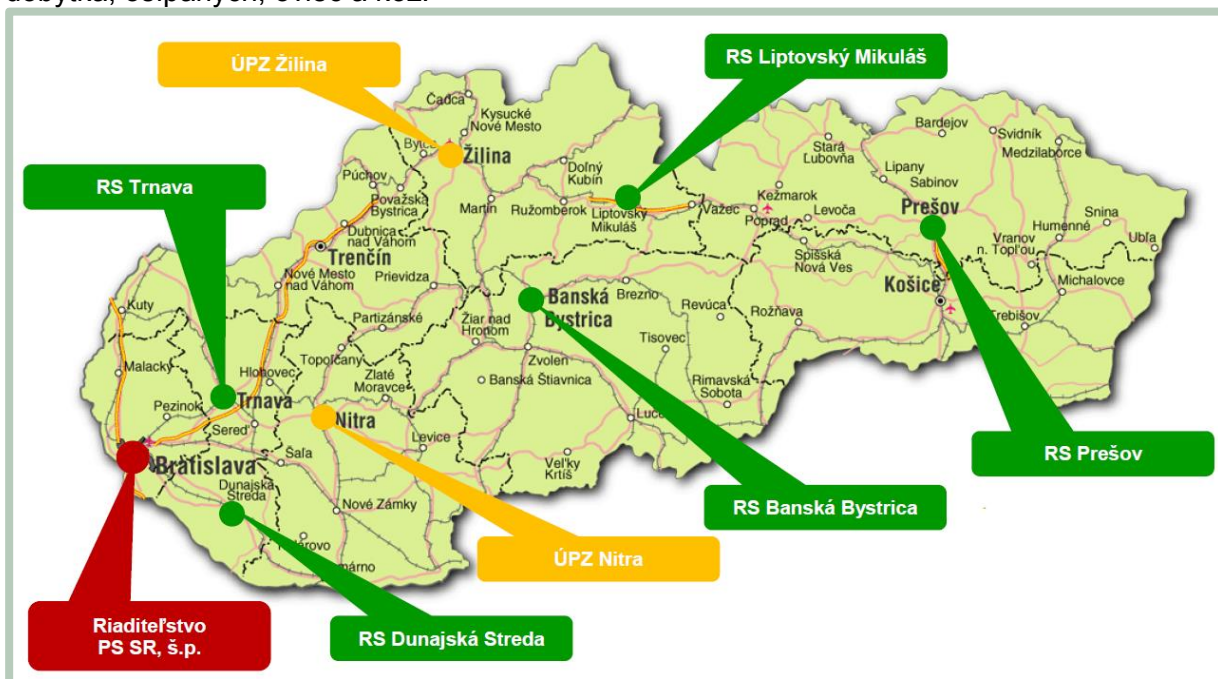 dobytka, ošípaných, oviec a kôz.
ÚPZ Žilina
RS Liptovský Mikuláš
Čadca
Kysucké
Nové Mesto
Žilina
Bardejov
Svidník
Medzilaborce
Stará
Ľubovňa
Lipany
Sabinov
RS Trnava
Púchov
Považská
Bystrica
Dolný
Kubín
Martin
Ružomberok
Liptovský
Mikuláš
Važec
Kežmarok
Poprad
Levoča
Prešov
Snina
Humenné
Ubľa
Vranov
n. Topľou
Dubnica
nad Váhom
Trenčín
Spišská
Nová Ves
Košice
Michalovce
Nové Mesto
nad Váhom
Prievidza
Kuty
Banská
Bystrica
Brezno
Revúca
Rožňava
Partizánske
Žiar nad
Hronom
Tisovec
Topoľčany
Zvolen
Malacky
Hlohovec
Zlaté
Moravce
Banská Štiavnica
Rimavská
Sobota
Pezinok
Trnava
Nitra
Sereď
Levice
RS Prešov
Bratislava
Šaľa
Veľký
Krtíš
Dunajská
Streda
Nové Zámky
RS Banská Bystrica
ÚPZ Nitra
Riaditeľstvo
PS SR, š.p.
RS Dunajská Streda